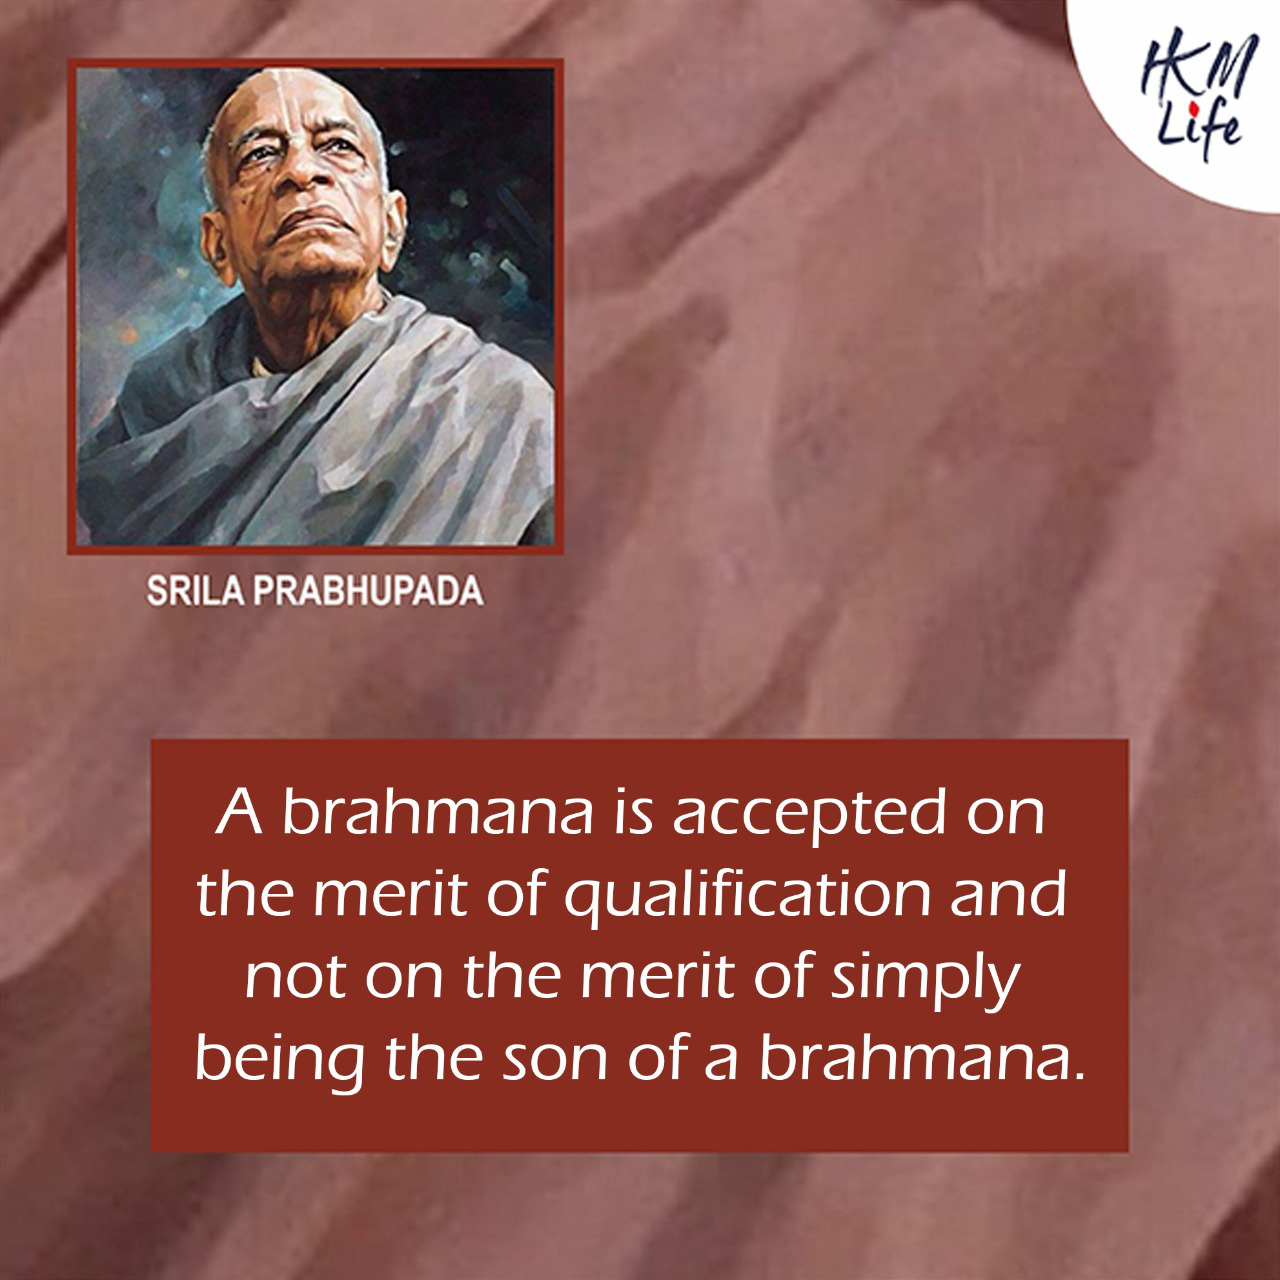 HKM
Life
SRILA PRABHUPADA
A brahmana is accepted on
the merit of qualification and
not on the merit of simply
being the son of a brahmana.